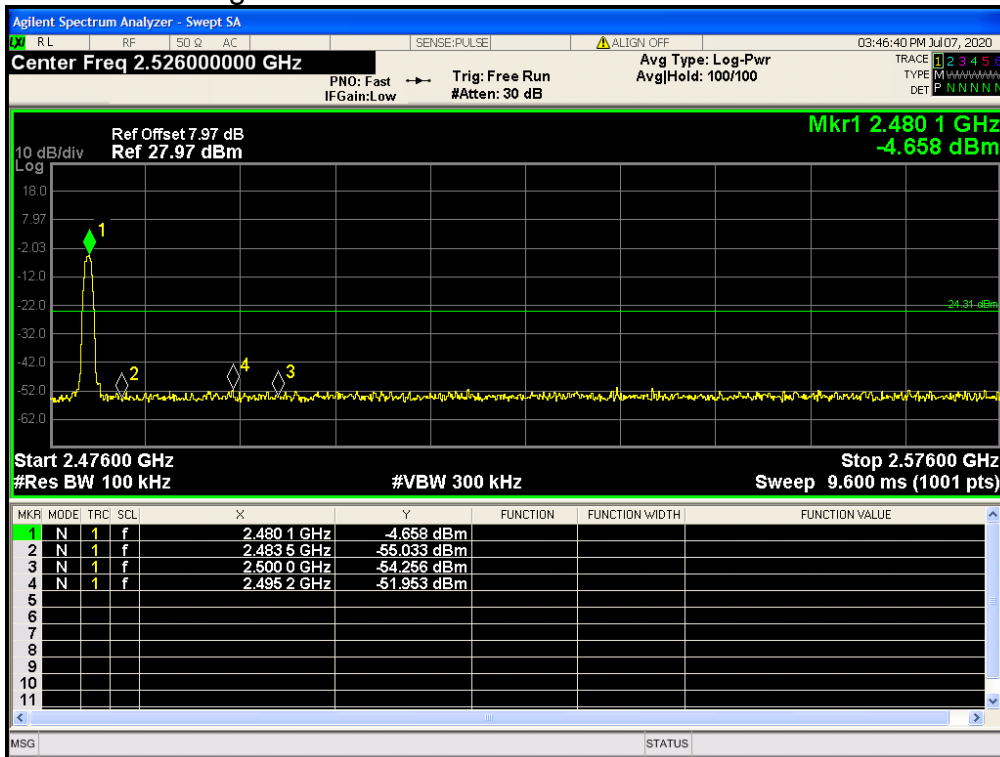 Agilent Spectrum Analyzer - Swept SA
LXI RL RF 50 Ω AC SENSE:PULSE ALIGN OFF 03:46:40 PM Jul 07, 2020
Center Freq 2.526000000 GHz
PNO: Fast
IFGain:Low
Trig: Free Run
#Atten: 30 dB
Avg Type: Log-Pwr
Avg|Hold: 100/100
TRACE 1 2 3 4 5 6
TYPE M
DET P N N N N N
Mkr1 2.480 1 GHz
-4.658 dBm
Ref Offset 7.97 dB
10 dB/div Ref 27.97 dBm
Log
18.0
7.97
1
-2.03
-12.0
-22.0
24.31 dBm
-32.0
-42.0
2 4 3
-52.0
-62.0
Start 2.47600 GHz Stop 2.57600 GHz
#Res BW 100 kHz #VBW 300 kHz Sweep 9.600 ms (1001 pts)
MKR MODE TRC SCL X Y FUNCTION FUNCTION WIDTH FUNCTION VALUE
1 N 1 f 2.480 1 GHz -4.658 dBm
2 N 1 f 2.483 5 GHz -55.033 dBm
3 N 1 f 2.500 0 GHz -54.256 dBm
4 N 1 f 2.495 2 GHz -51.953 dBm
5
6
7
8
9
10
11
MSG STATUS